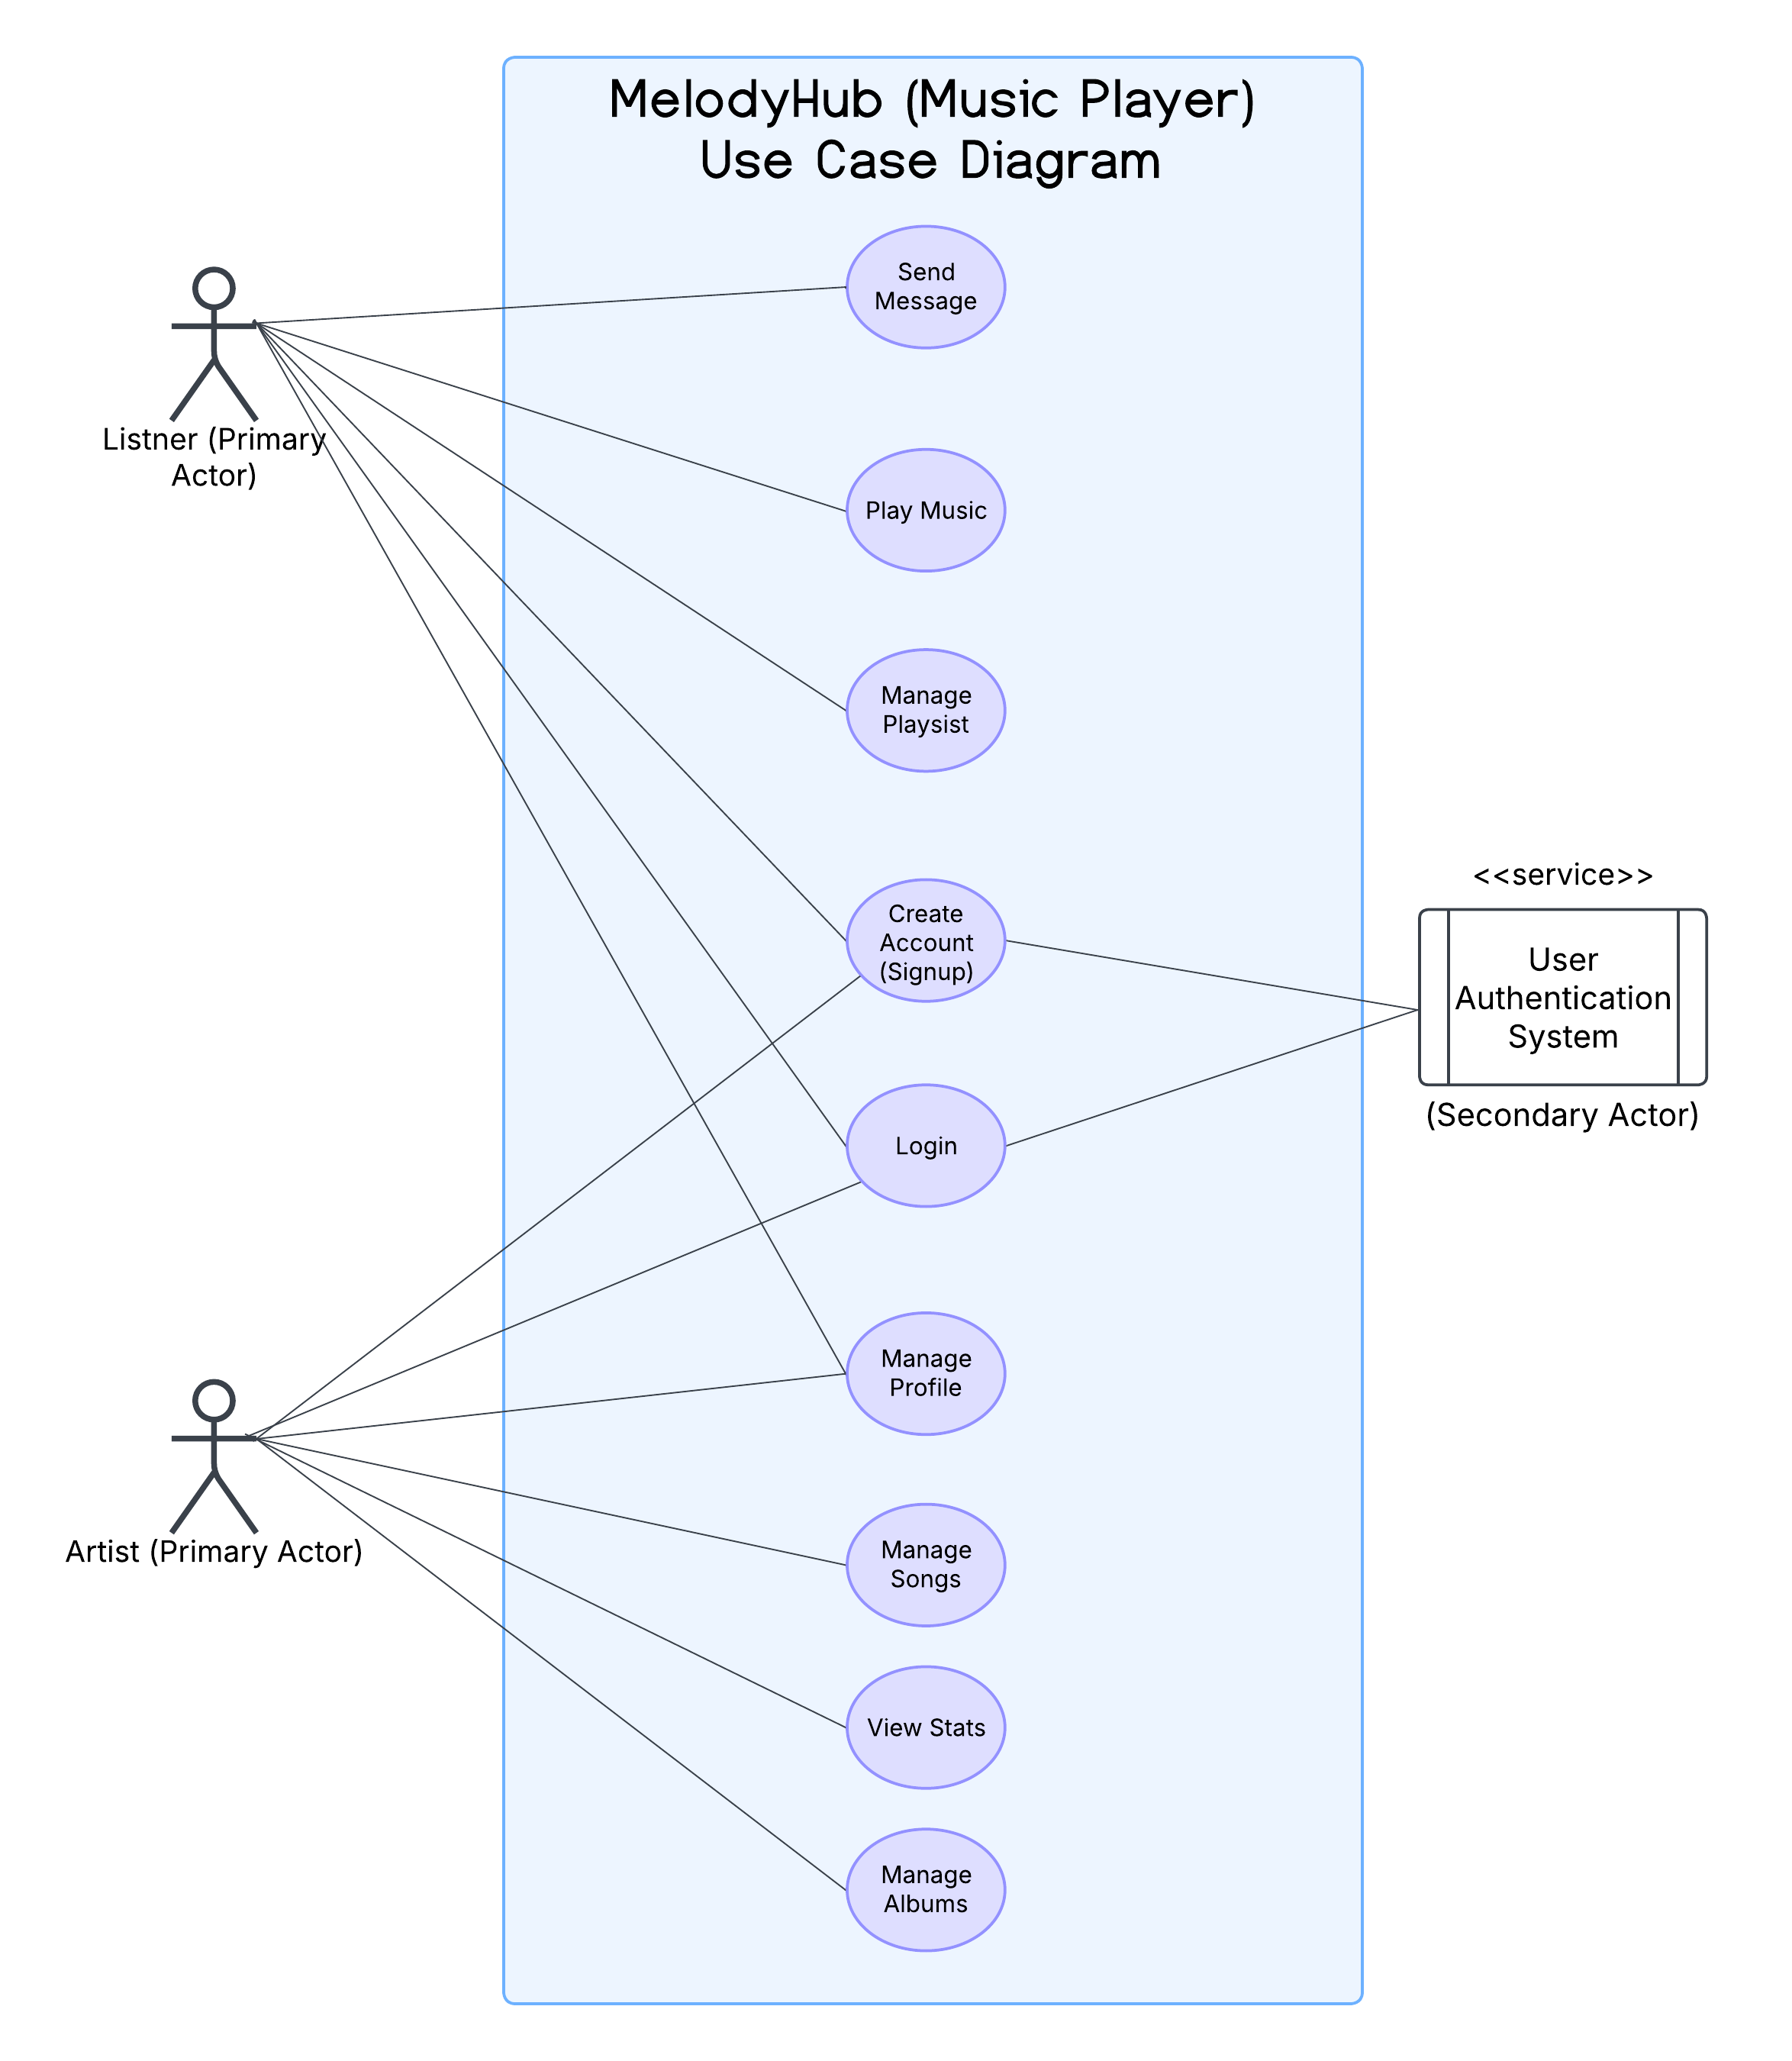 MelodyHub (Music Player)
Use Case Diagram
Send
Message
Listner (Primary
Actor)
Play Music
Manage
Playsist
Create
Account
(Signup)
<<service>>
User
Authentication
System
(Secondary Actor)
Login
Manage
Profile
Artist (Primary Actor)
Manage
Songs
View Stats
Manage
Albums